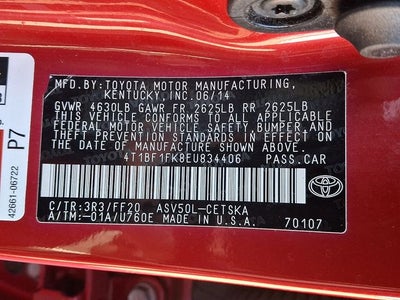 MFD. BY:TOYOTA MOTOR MANUFACTURING,
KENTUCKY,INC.06/14
GVWR 4630LB GAWR FR 2625LB RR 2625LB
THIS VEHICLE CONFORMS TO ALL APPLICABLE
FEDERAL MOTOR VEHICLE SAFETY,BUMPER,AND
THEFT PREVENTION STANDARDS IN EFFECT ON
THE DATE OF MANUFACTURE SHOWN ABOVE.
4T1BF1FK8EU834406 PASS.CAR
C/TR:3R3/FF20 ASV50L-CETSKA
A/TM:-01A/U760E MADE IN U.S.A. 70107
TOYOTA
P7
42661-06722